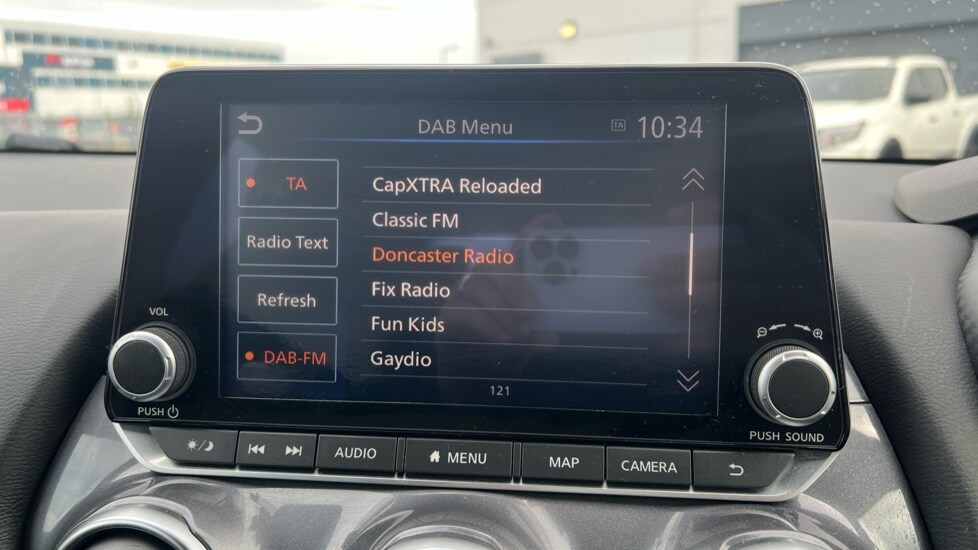 DAB Menu
TA
10:34
TA
Radio Text
Refresh
DAB-FM
CapXTRA Reloaded
Classic FM
Doncaster Radio
Fix Radio
Fun Kids
Gaydio
121
VOL
PUSH
PUSH SOUND
AUDIO
MENU
MAP
CAMERA